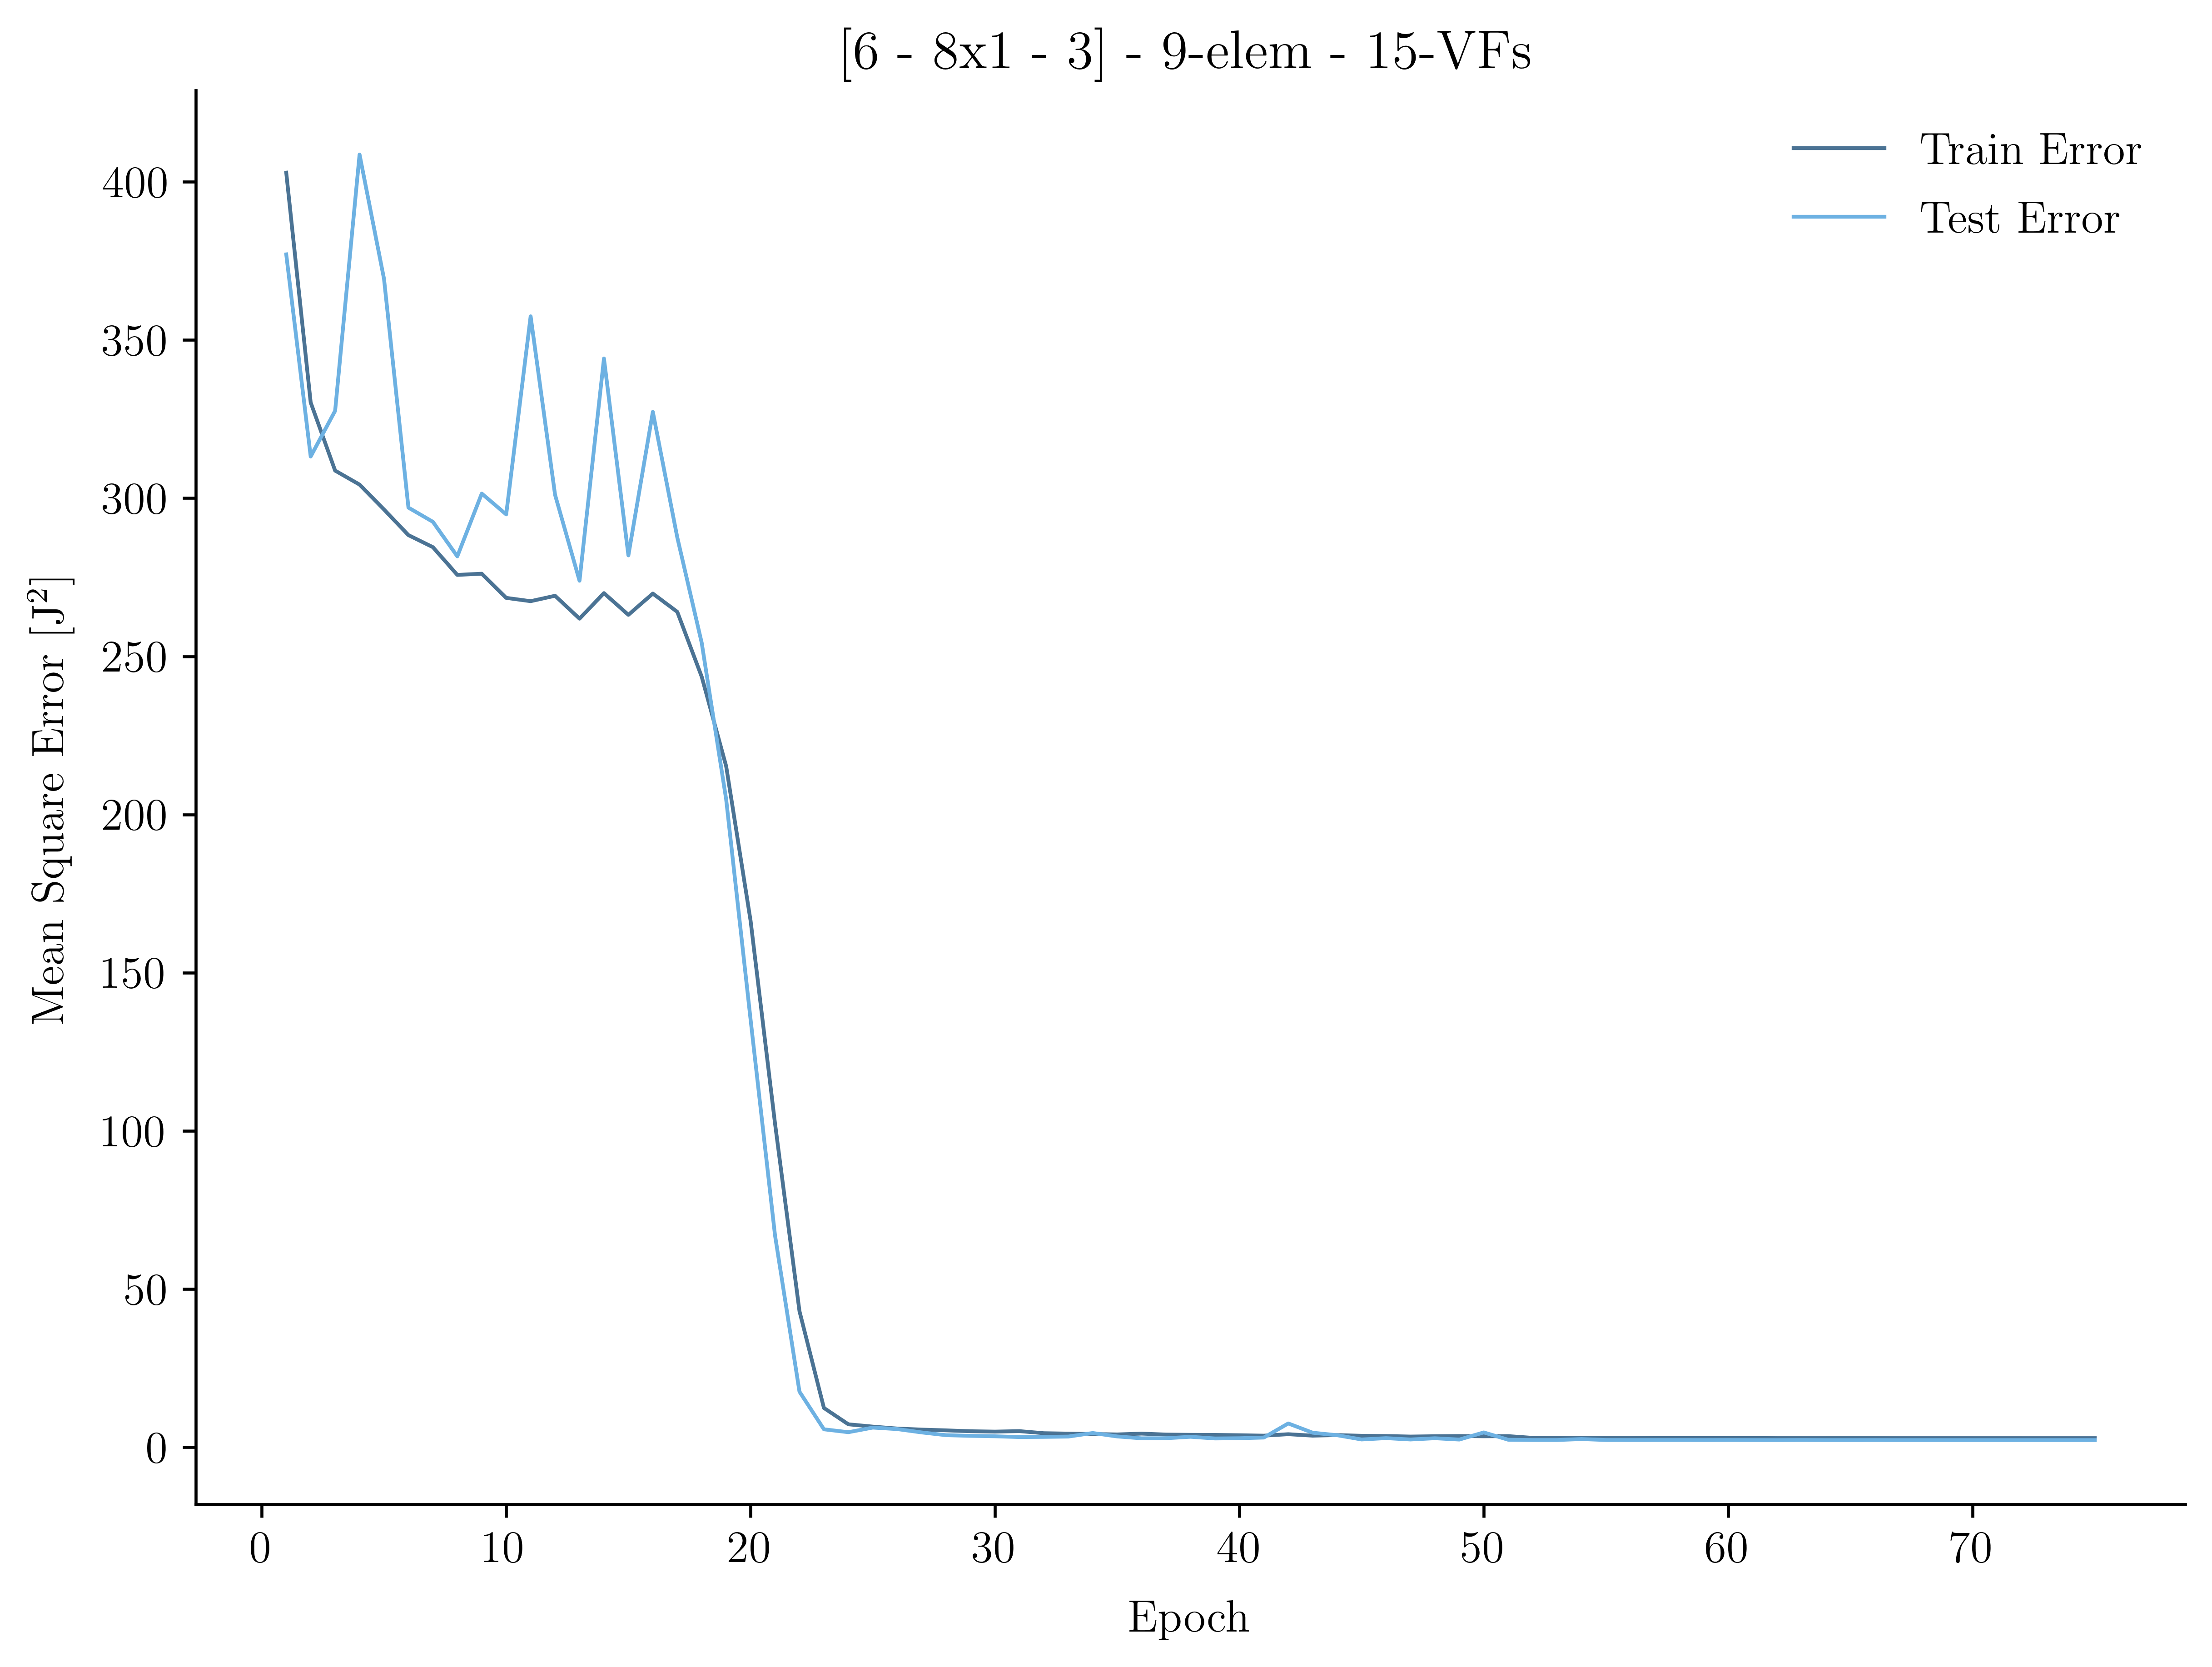 [6 - 8x1 - 3] - 9-elem - 15-VFs
Train Error
Test Error
Mean Square Error [J²]
400
350
300
250
200
150
100
50
0
0 10 20 30 40 50 60 70
Epoch